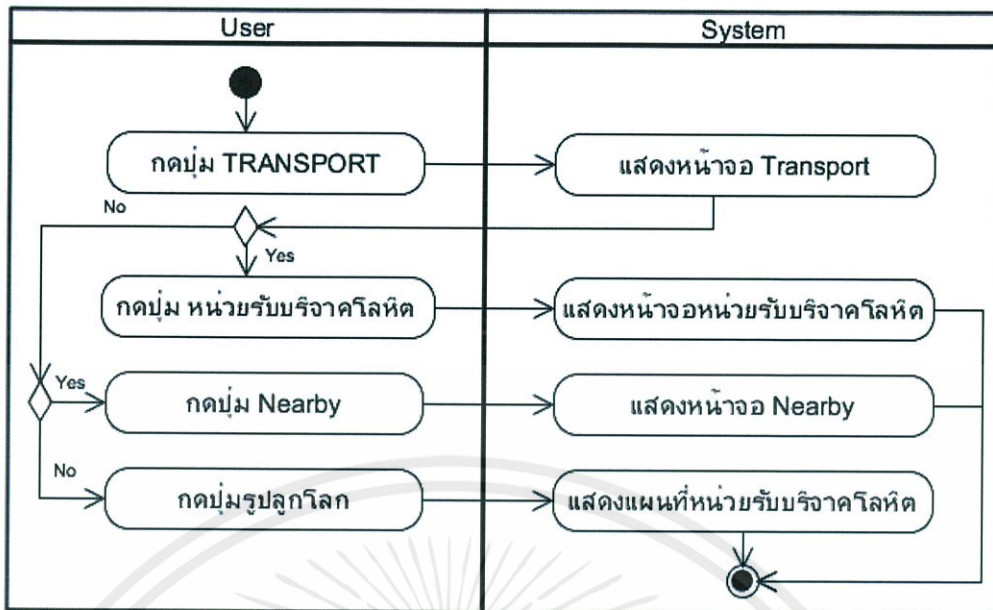 User
System
กดปุ่ม TRANSPORT
แสดงหน้าจอ Transport
No
Yes
กดปุ่ม หน่วยรับบริจาคโลหิต
แสดงหน้าจอหน่วยรับบริจาคโลหิต
Yes
กดปุ่ม Nearby
แสดงหน้าจอ Nearby
No
กดปุ่มรูปลูกโลก
แสดงแผนที่หน่วยรับบริจาคโลหิต